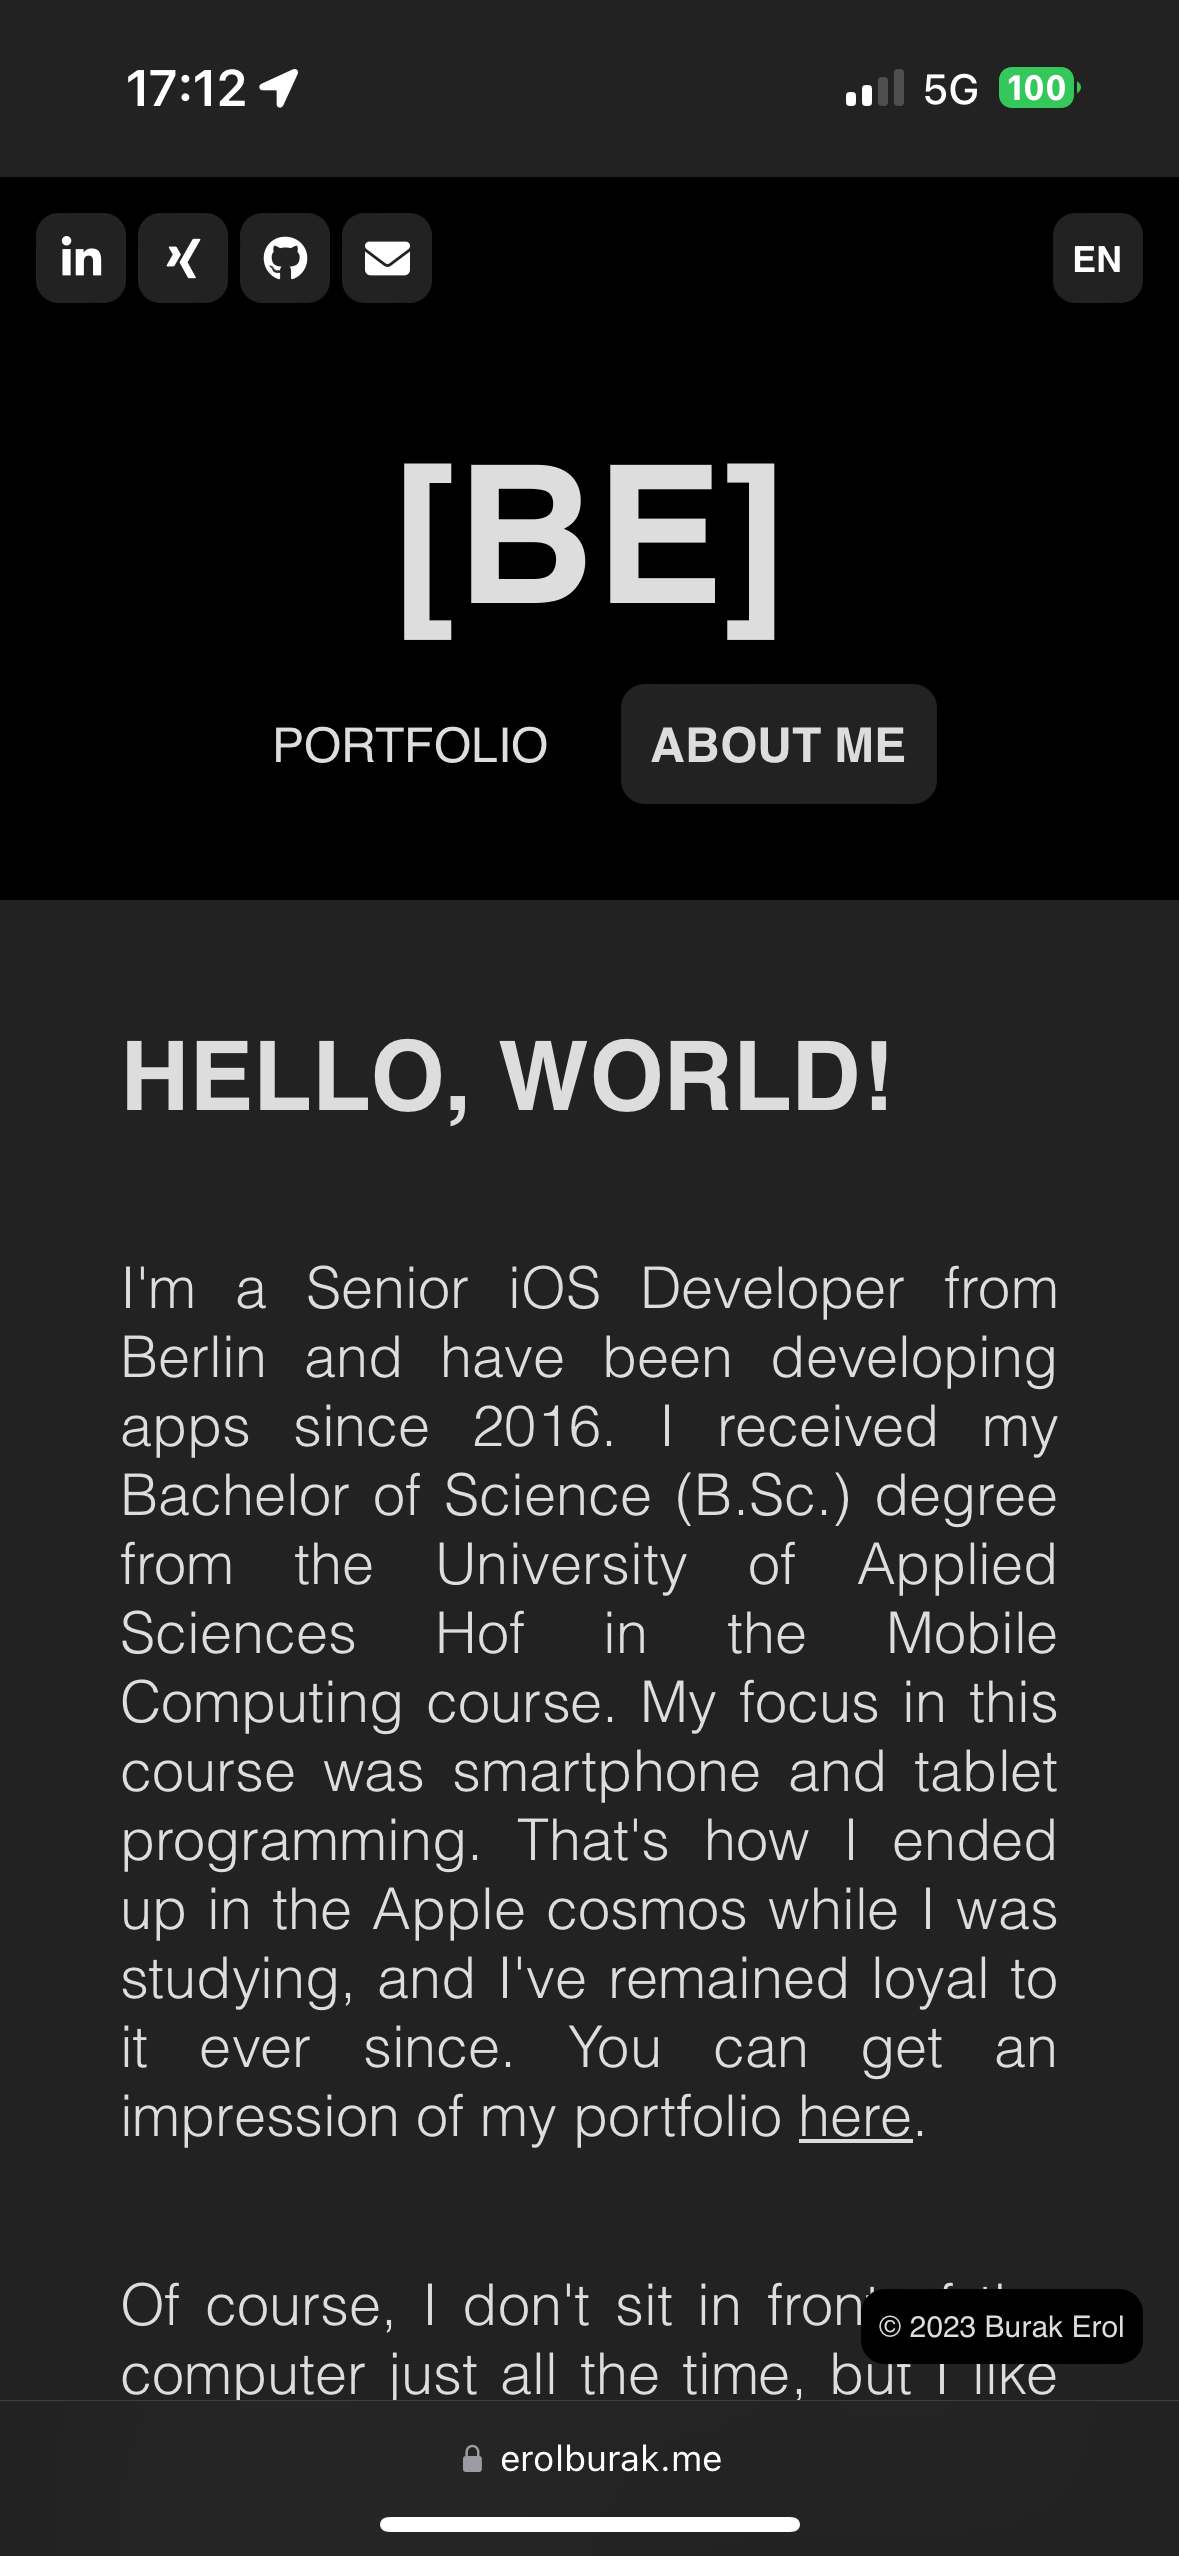 17:12 5G 100
in EN
[BE]
PORTFOLIO ABOUT ME
HELLO, WORLD!
I'm a Senior iOS Developer from
Berlin and have been developing
apps since 2016. I received my
Bachelor of Science (B.Sc.) degree
from the University of Applied
Sciences Hof in the Mobile
Computing course. My focus in this
course was smartphone and tablet
programming. That's how I ended
up in the Apple cosmos while I was
studying, and I've remained loyal to
it ever since. You can get an
impression of my portfolio here.
Of course, I don't sit in front
© 2023 Burak Erol
computer just all the time, but I like
erolburak.me